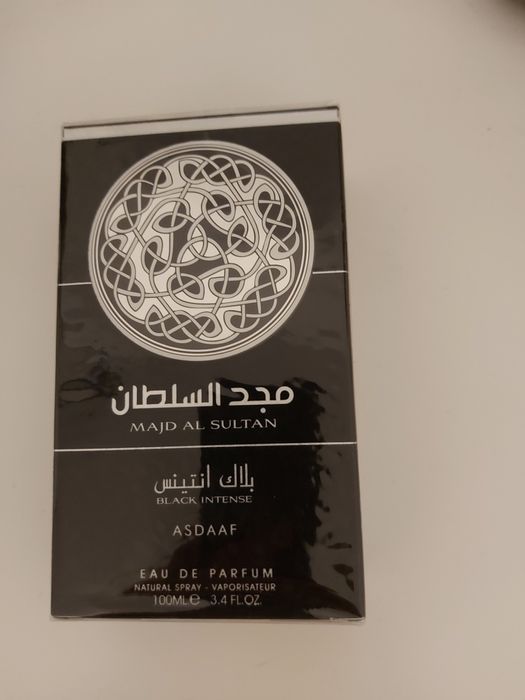 مجد السلطان
MAJD AL SULTAN
بلاك انتينس
BLACK INTENSE
ASDAAF
EAU DE PARFUM
NATURAL SPRAY - VAPORISATEUR
100ML ℮ 3.4 FL.OZ.